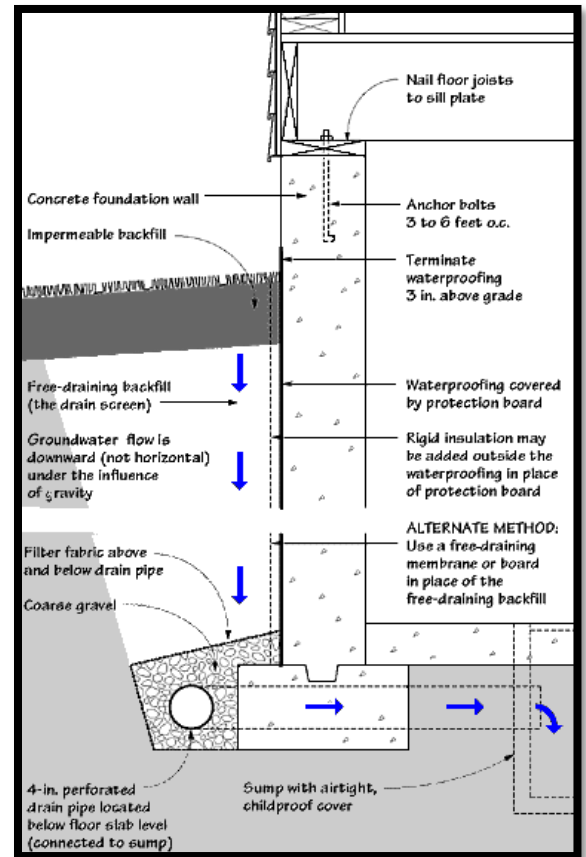 Nail floor joists
to sill plate
Concrete foundation wall
Anchor bolts
3 to 6 feet o.c.
Impermeable backfill
Terminate
waterproofing
3 in. above grade
Free-draining backfill
(the drain screen)
Waterproofing covered
by protection board
Groundwater flow is
downward (not horizontal)
under the influence
of gravity
Rigid insulation may
be added outside the
waterproofing in place
of protection board
ALTERNATE METHOD:
Use a free-draining
membrane or board
in place of the
free-draining backfill
Filter fabric above
and below drain pipe
Coarse gravel
4-in. perforated
drain pipe located
below floor slab level
(connected to sump)
Sump with airtight,
childproof cover